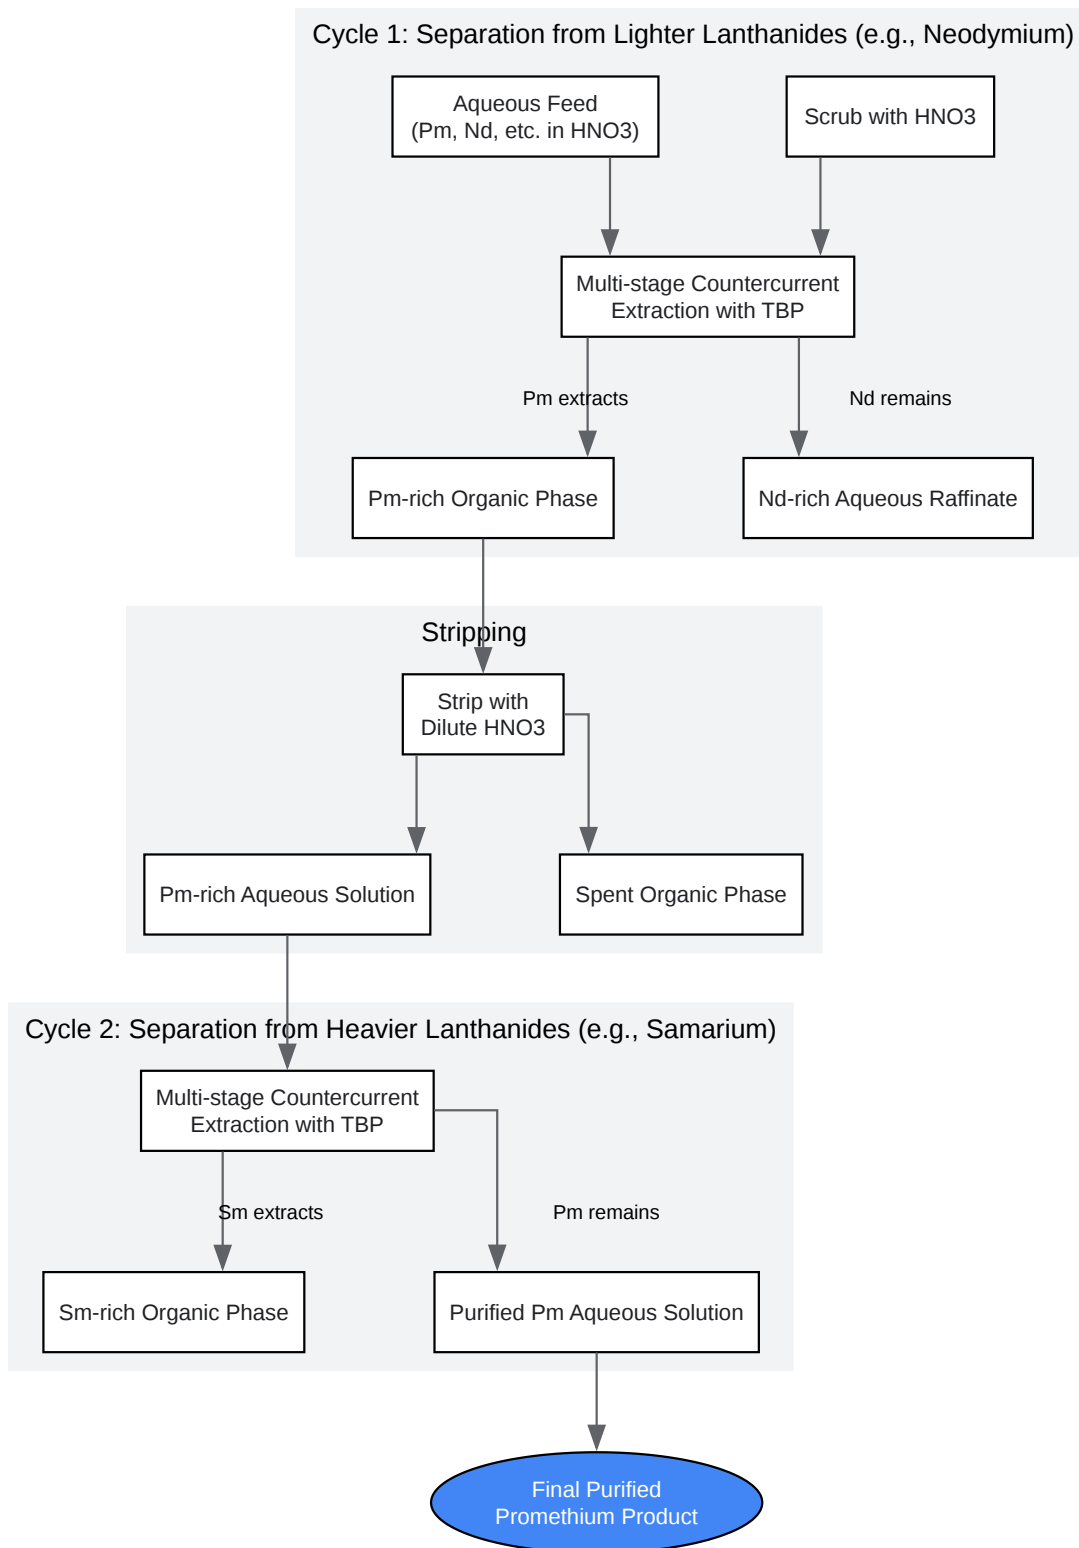 Cycle 1: Separation from Lighter Lanthanides (e.g., Neodymium)
Aqueous Feed
(Pm, Nd, etc. in HNO3)
Scrub with HNO3
Multi-stage Countercurrent
Extraction with TBP
Pm extracts
Nd remains
Pm-rich Organic Phase
Nd-rich Aqueous Raffinate
Stripping
Strip with
Dilute HNO3
Pm-rich Aqueous Solution
Spent Organic Phase
Cycle 2: Separation from Heavier Lanthanides (e.g., Samarium)
Multi-stage Countercurrent
Extraction with TBP
Sm extracts
Pm remains
Sm-rich Organic Phase
Purified Pm Aqueous Solution
Final Purified
Promethium Product